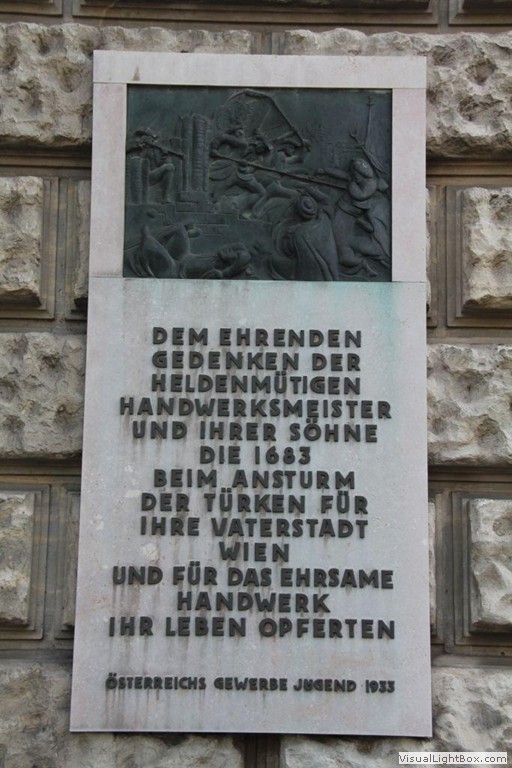 DEM EHRENDEN
GEDENKEN DER
HELDENMÜTIGEN
HANDWERKSMEISTER
UND IHRER SÖHNE
DIE 1683
BEIM ANSTURM
DER TÜRKEN FÜR
IHRE VATERSTADT
WIEN
UND FÜR DAS EHRSAME
HANDWERK
IHR LEBEN OPFERTEN
ÖSTERREICHS GEWERBE JUGEND 1933
VisualLightBox.com